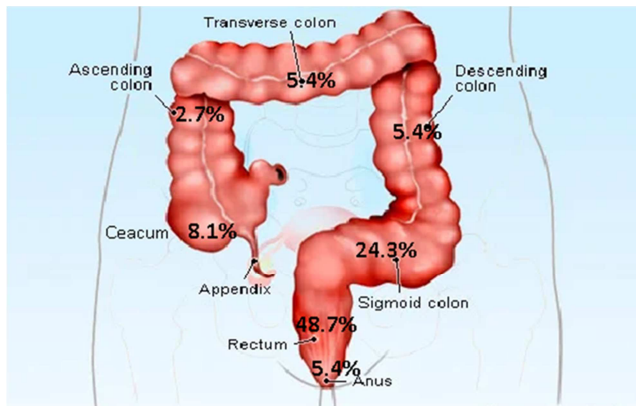 Transverse colon
5.4%
Ascending
colon
2.7%
Descending
colon
5.4%
Ceacum
8.1%
Appendix
24.3%
Sigmoid colon
48.7%
Rectum
5.4%
Anus